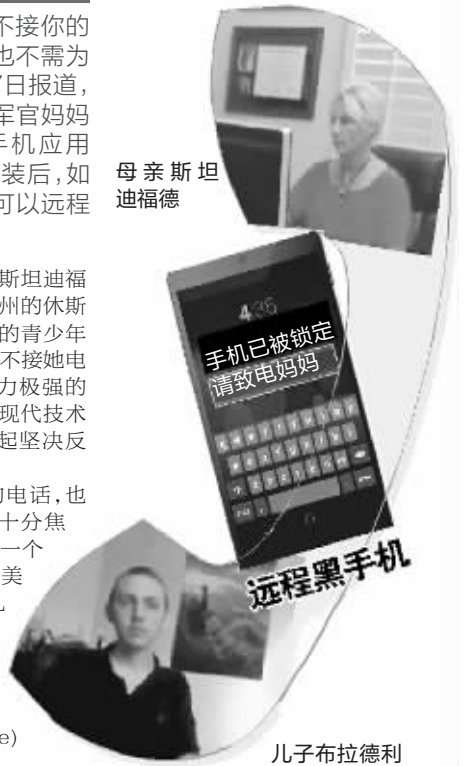 不接你的
也不需为
7日报道,
军官妈妈
手机应用
装后,如
可以远程
斯坦迪福
州的休斯
的青少年
不接她电
力极强的
现代技术
起坚决反
的电话,也
十分焦
一个
美
e)
母亲斯坦
迪福德
4:36
手机已被锁定
请致电妈妈
远程黑手机
儿子布拉德利